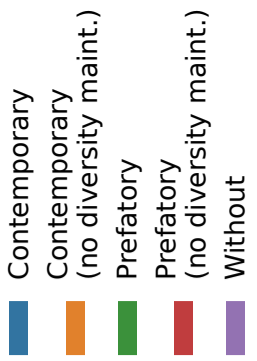 Contemporary
Contemporary
(no diversity maint.)
Prefatory
Prefatory
(no diversity maint.)
Without